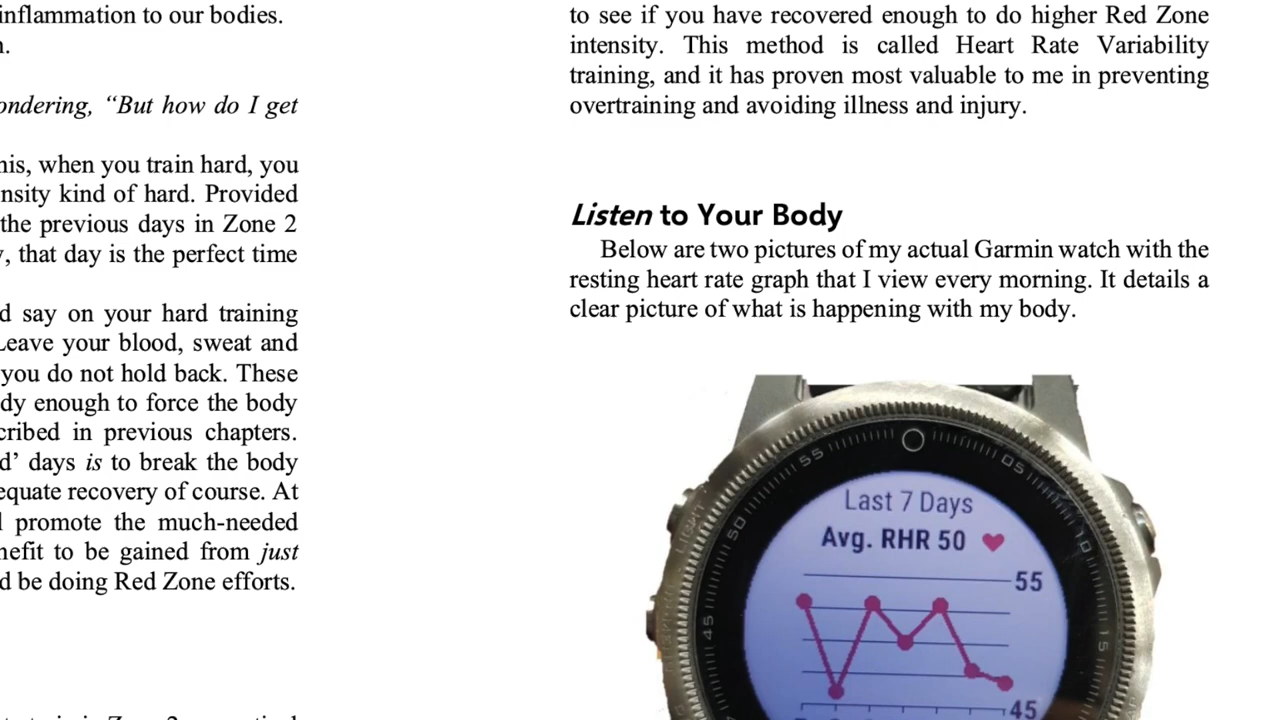 inflammation to our bodies.
ondering, “But how do I get
when you train hard, you
nsity kind of hard. Provided
the previous days in Zone 2
that day is the perfect time
say on your hard training
Leave your blood, sweat and
you do not hold back. These
dy enough to force the body
cribed in previous chapters.
d’ days is to break the body
equate recovery of course. At
promote the much-needed
nefit to be gained from just
d be doing Red Zone efforts.
to see if you have recovered enough to do higher Red Zone
intensity. This method is called Heart Rate Variability
training, and it has proven most valuable to me in preventing
overtraining and avoiding illness and injury.
Listen to Your Body
Below are two pictures of my actual Garmin watch with the
resting heart rate graph that I view every morning. It details a
clear picture of what is happening with my body.
55
05
50
10
45
15
LIGHT
Last 7 Days
Avg. RHR 50
55
45